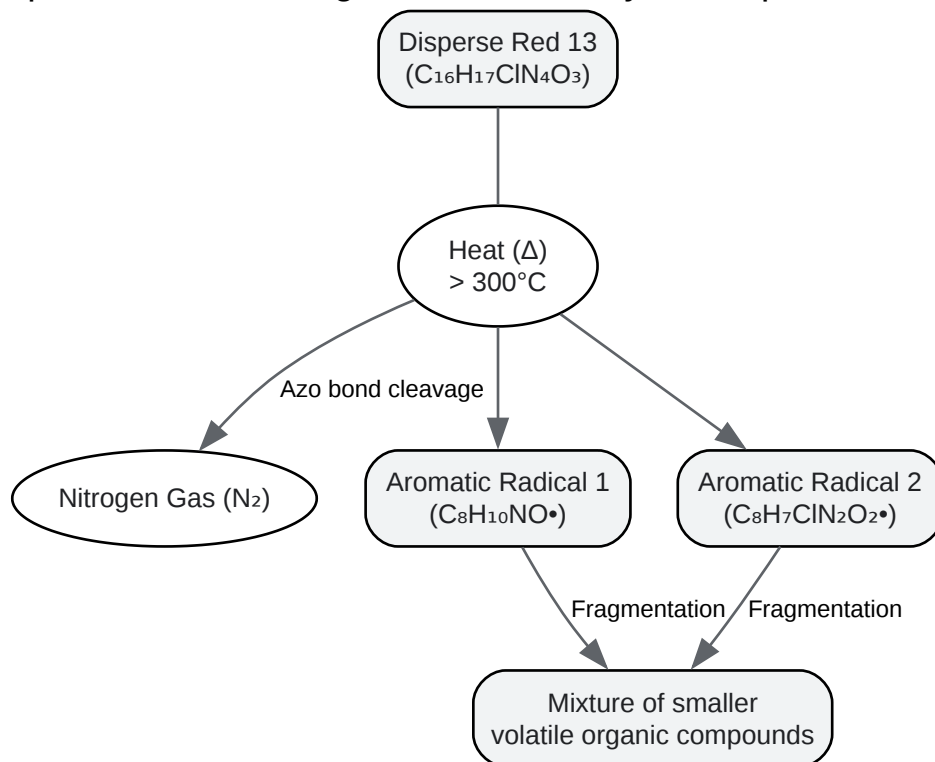 Disperse Red 13
(C₁₆H₁₇ClN₄O₃)
Heat (Δ)
> 300°C
Azo bond cleavage
Nitrogen Gas (N₂)
Aromatic Radical 1
(C₈H₁₀NO•)
Aromatic Radical 2
(C₈H₇ClN₂O₂•)
Fragmentation
Fragmentation
Mixture of smaller
volatile organic compounds